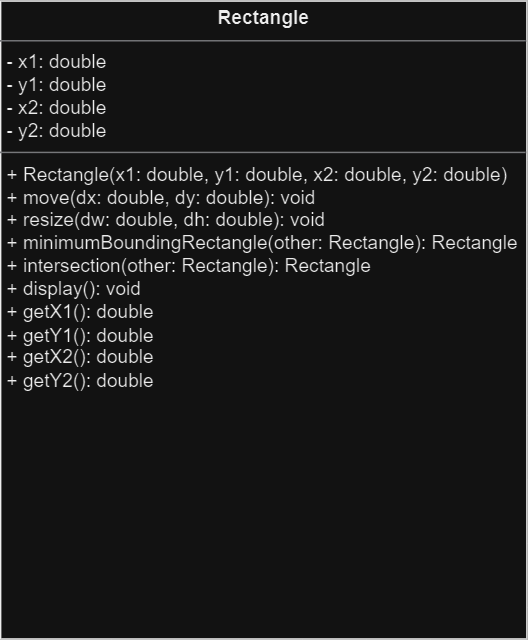 Rectangle
- x1: double
- y1: double
- x2: double
- y2: double
+ Rectangle(x1: double, y1: double, x2: double, y2: double)
+ move(dx: double, dy: double): void
+ resize(dw: double, dh: double): void
+ minimumBoundingRectangle(other: Rectangle): Rectangle
+ intersection(other: Rectangle): Rectangle
+ display(): void
+ getX1(): double
+ getY1(): double
+ getX2(): double
+ getY2(): double